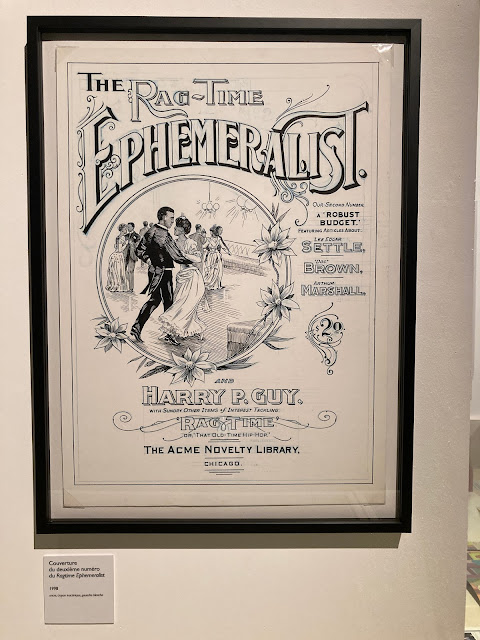 THE RAG-TIME
EPHEMERALIST.
OUR SECOND NUMBER,
A "ROBUST
BUDGET."
FEATURING ARTICLES ABOUT:
LEE EDGAR
SETTLE,
"DOC"
BROWN,
ARTHUR
MARSHALL,
AND
HARRY P. GUY.
WITH SUNDRY OTHER ITEMS of INTEREST TACKLING
"RAG-TIME"
OR, "THAT OLD-TIME HIP-HOP."
THE ACME NOVELTY LIBRARY,
CHICAGO.
Couverture
du deuxième numéro
du Ragtime Ephemeralist
1998